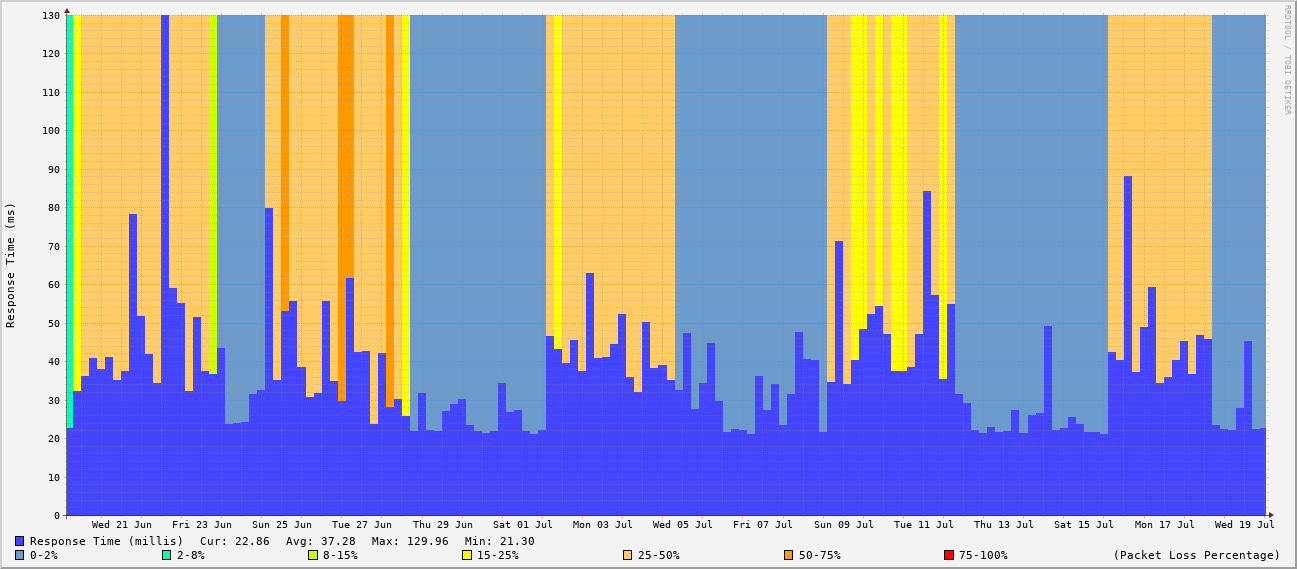 130
120
110
100
90
80
70
60
50
40
30
20
10
0
Response Time (ms)
RRDTOOL / TOBI OETIKER
Wed 21 Jun Fri 23 Jun Sun 25 Jun Tue 27 Jun Thu 29 Jun Sat 01 Jul Mon 03 Jul Wed 05 Jul Fri 07 Jul Sun 09 Jul Tue 11 Jul Thu 13 Jul Sat 15 Jul Mon 17 Jul Wed 19 Jul
Response Time (millis) Cur: 22.86 Avg: 37.28 Max: 129.96 Min: 21.30
0-2% 2-8% 8-15% 15-25% 25-50% 50-75% 75-100% (Packet Loss Percentage)